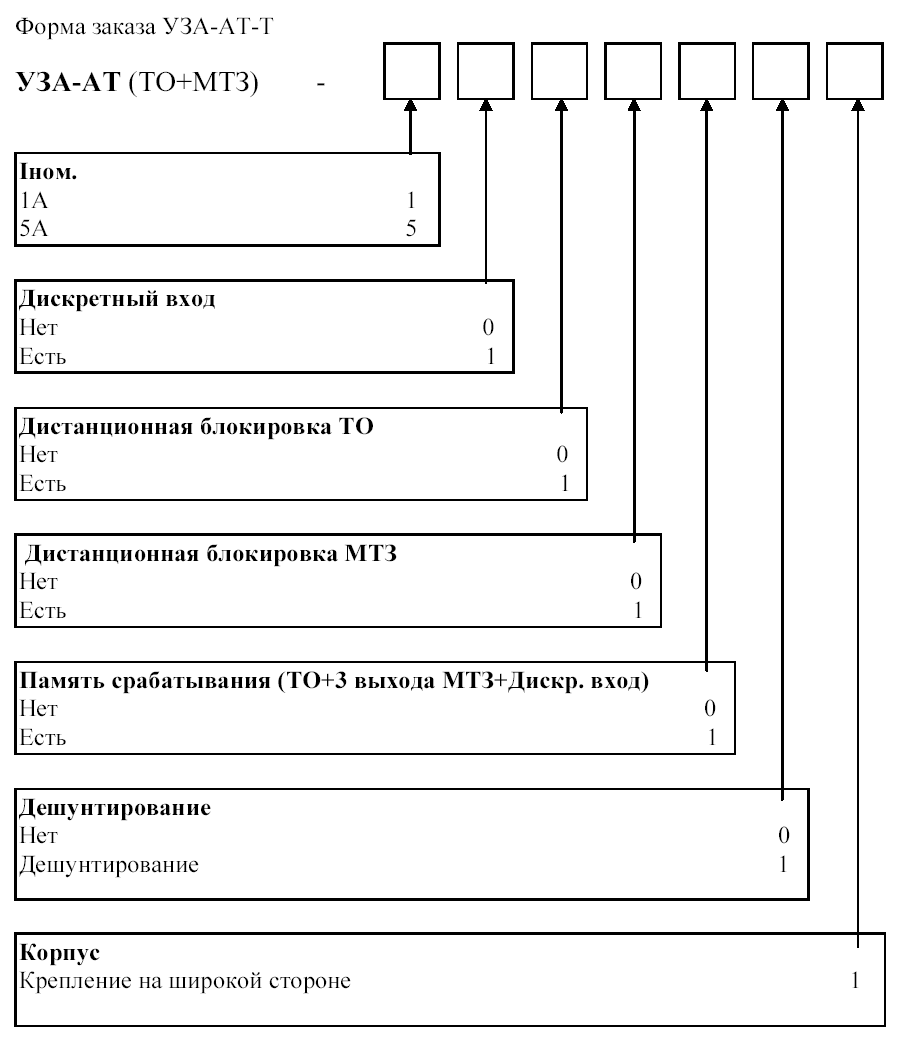 Форма заказа УЗА-АТ-Т
УЗА-АТ (ТО+МТЗ) -
Iном.
1А 1
5А 5
Дискретный вход
Нет 0
Есть 1
Дистанционная блокировка ТО
Нет 0
Есть 1
Дистанционная блокировка МТЗ
Нет 0
Есть 1
Память срабатывания (ТО+3 выхода МТЗ+Дискр. вход)
Нет 0
Есть 1
Дешунтирование
Нет 0
Дешунтирование 1
Корпус
Крепление на широкой стороне 1